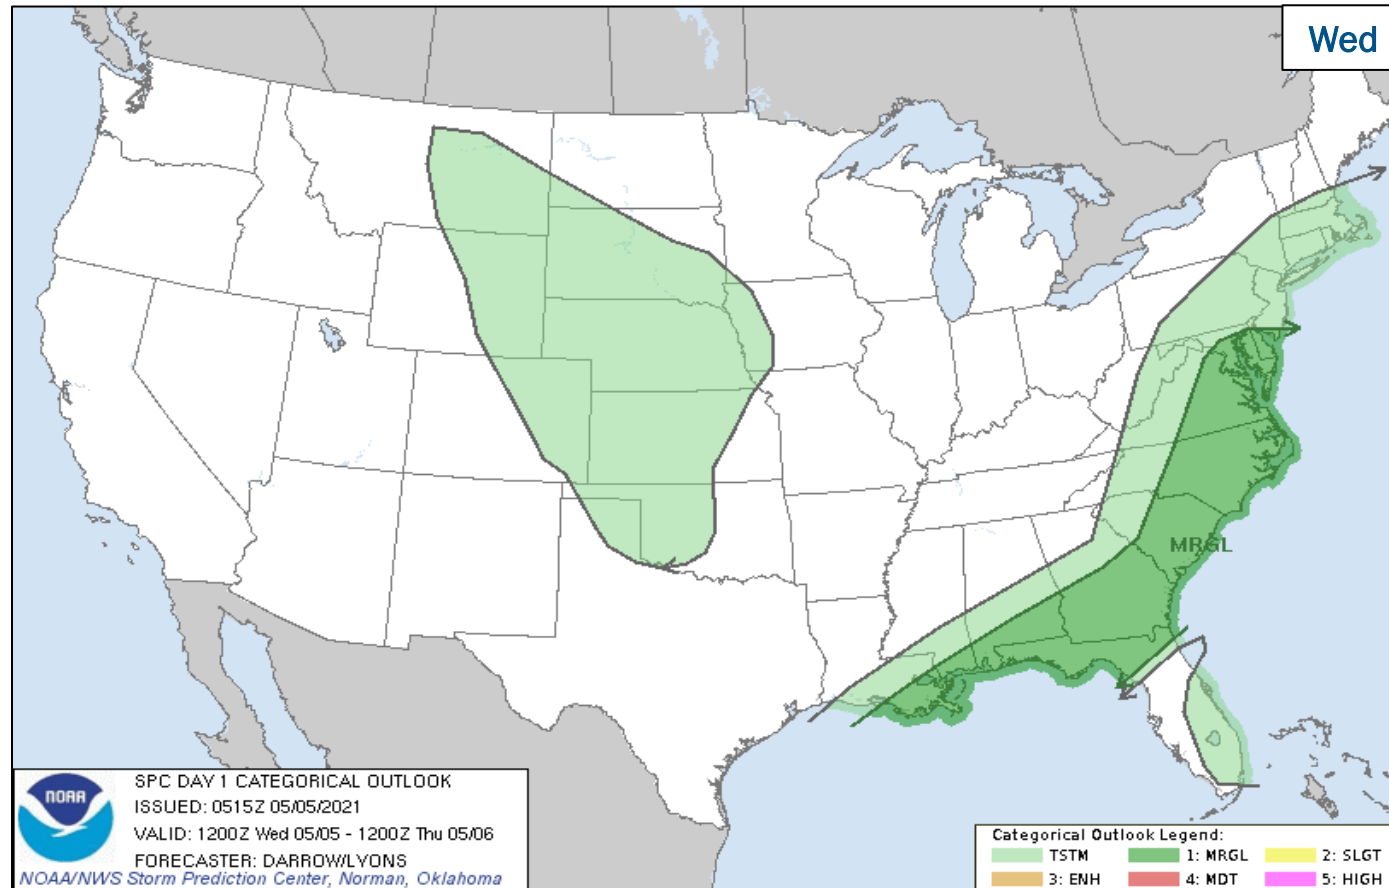 Wed
MRGL
NOAA
SPC DAY 1 CATEGORICAL OUTLOOK
ISSUED: 0515Z 05/05/2021
VALID: 1200Z Wed 05/05 - 1200Z Thu 05/06
FORECASTER: DARROW/LYONS
NOAA/NWS Storm Prediction Center, Norman, Oklahoma
Categorical Outlook Legend:
TSTM 1: MRGL 2: SLGT
3: ENH 4: MDT 5: HIGH